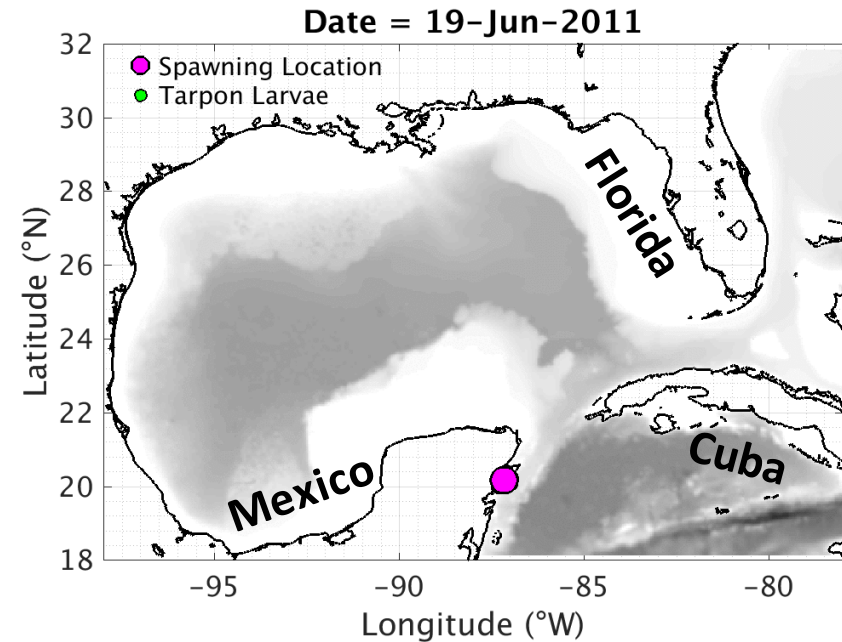 Date = 19-Jun-2011
Spawning Location
Tarpon Larvae
Florida
Mexico
Cuba
Latitude (°N)
32
30
28
26
24
22
20
18
−95
−90
−85
−80
Longitude (°W)